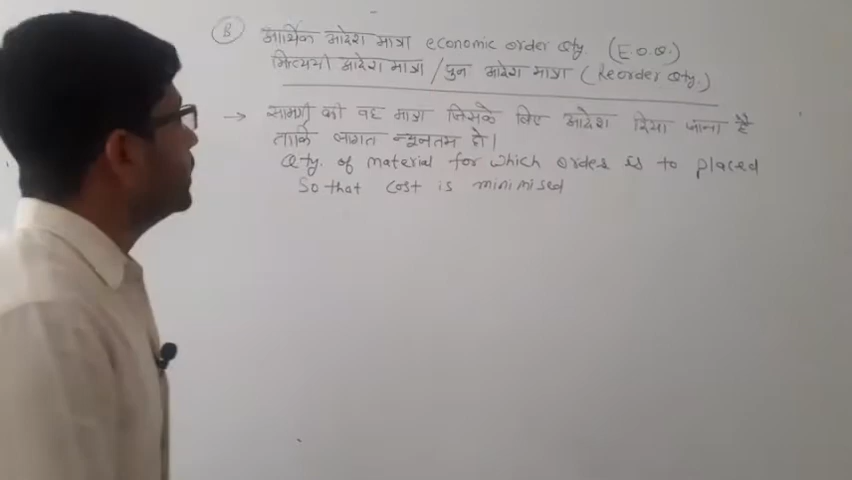 (B) आर्थिक आदेश मात्रा economic order qty. (E.O.Q.)
मितव्ययी आदेश मात्रा / पुन आदेश मात्रा (Reorder Qty.)
→ सामग्री की वह मात्रा जिसके लिए आदेश दिया जाना है
ताकि लागत न्यूनतम हो।
Qty. of material for which order is to placed
So that cost is minimised